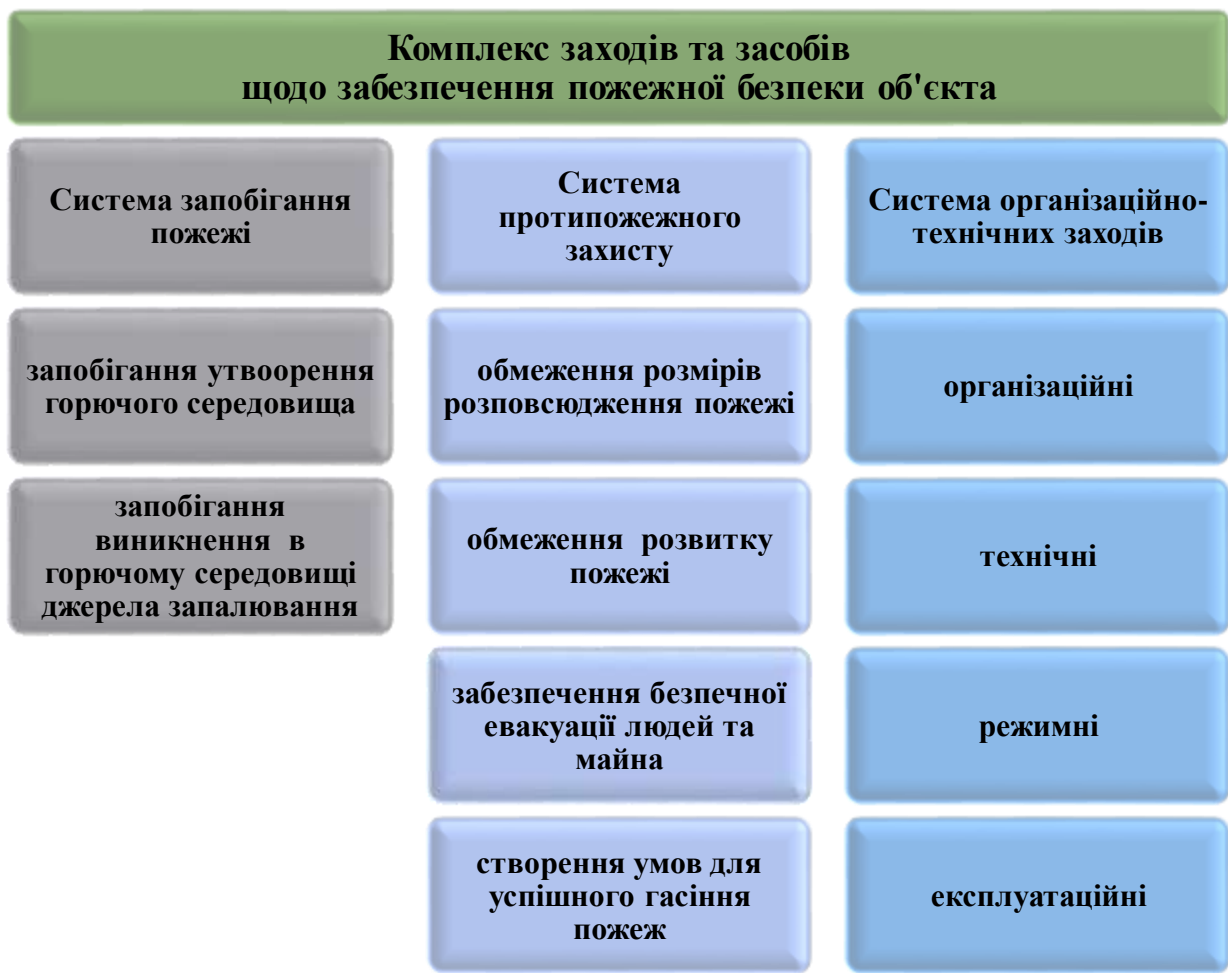 Комплекс заходів та засобів
щодо забезпечення пожежної безпеки об'єкта
Система запобігання
пожежі
запобігання утвоорення
горючого середовища
запобігання
виникнення в
горючому середовищі
джерела запалювання
Система
протипожежного
захисту
обмеження розмірів
розповсюдження пожежі
обмеження розвитку
пожежі
забезпечення безпечної
евакуації людей та
майна
створення умов для
успішного гасіння
пожеж
Система організаційно-
технічних заходів
організаційні
технічні
режимні
експлуатаційні